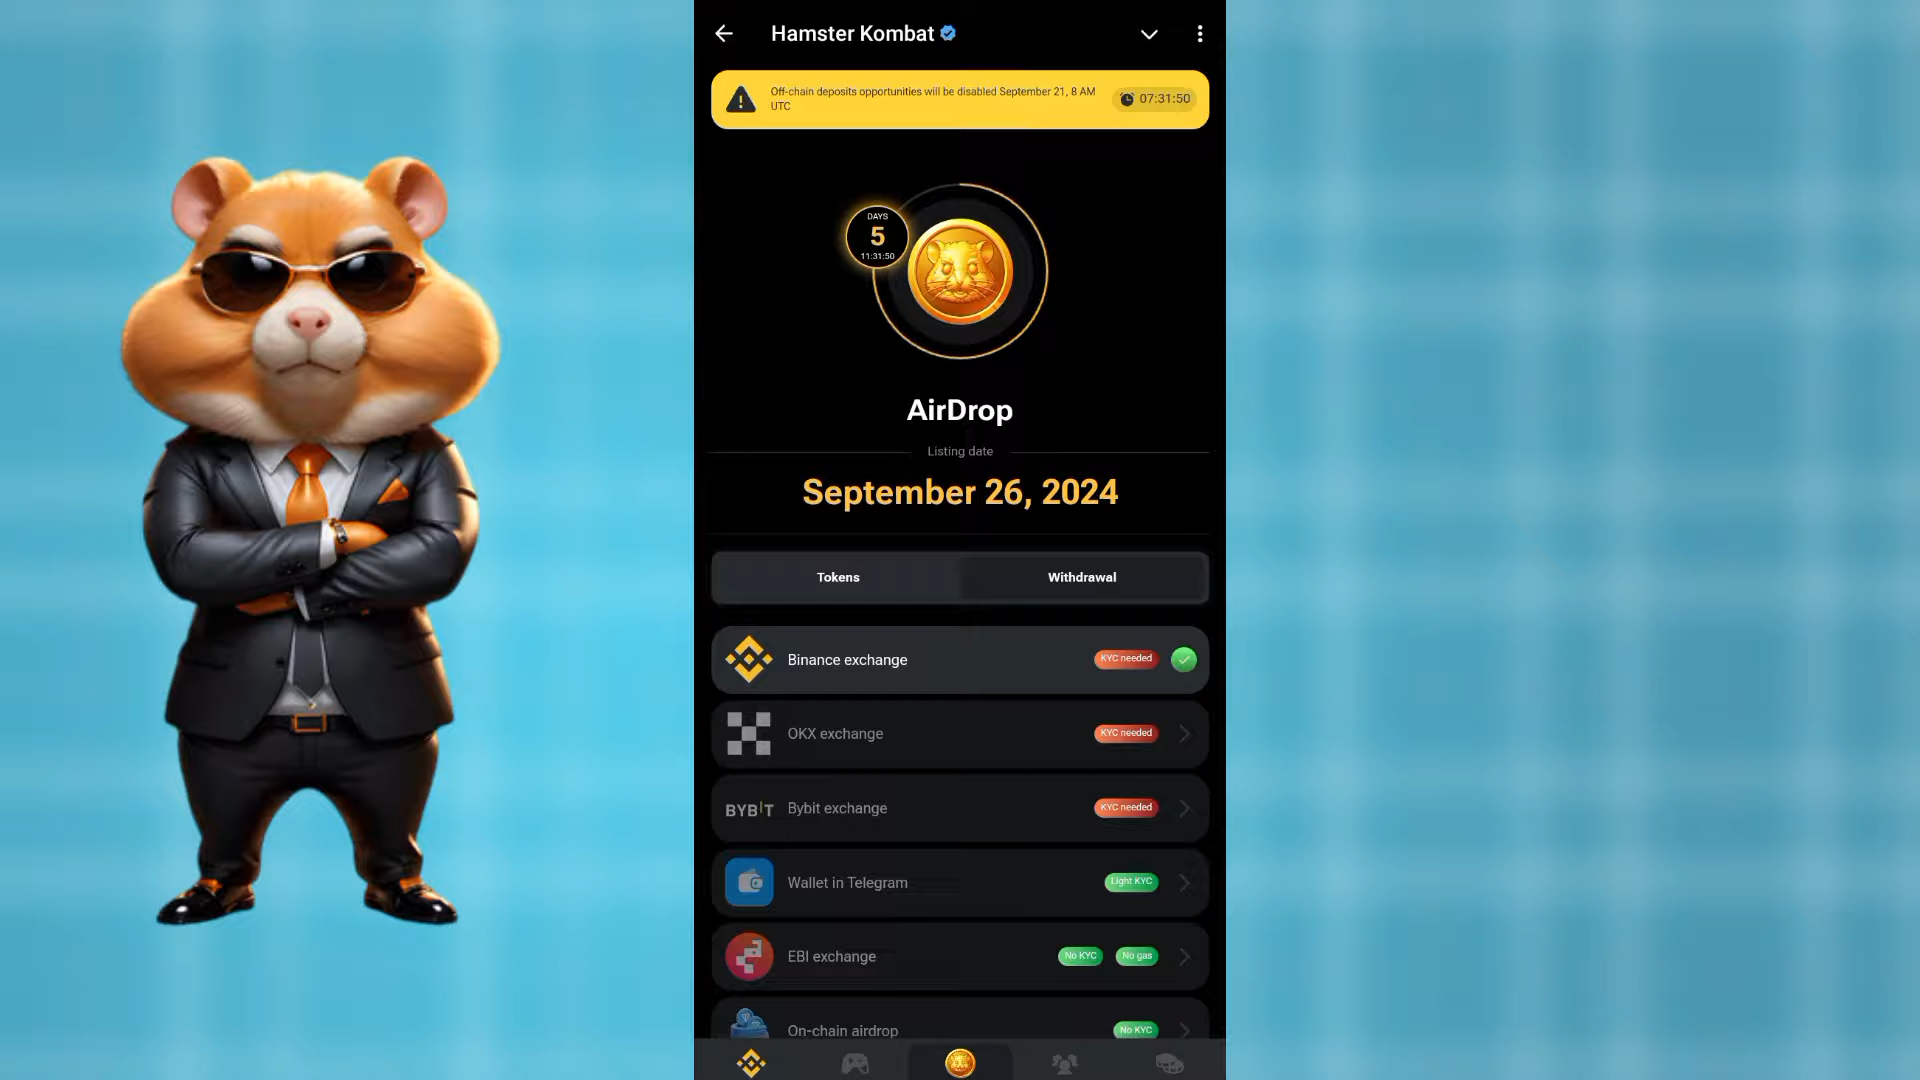 Hamster Kombat
Off-chain deposits opportunities will be disabled September 21, 8 AM
UTC
07:31:50
DAYS
5
11:31:50
AirDrop
Listing date
September 26, 2024
Tokens
Withdrawal
Binance exchange
KYC needed
OKX exchange
KYC needed
BYBIT
Bybit exchange
KYC needed
Wallet in Telegram
Light KYC
EBI exchange
No KYC
No gas
On-chain airdrop
No KYC